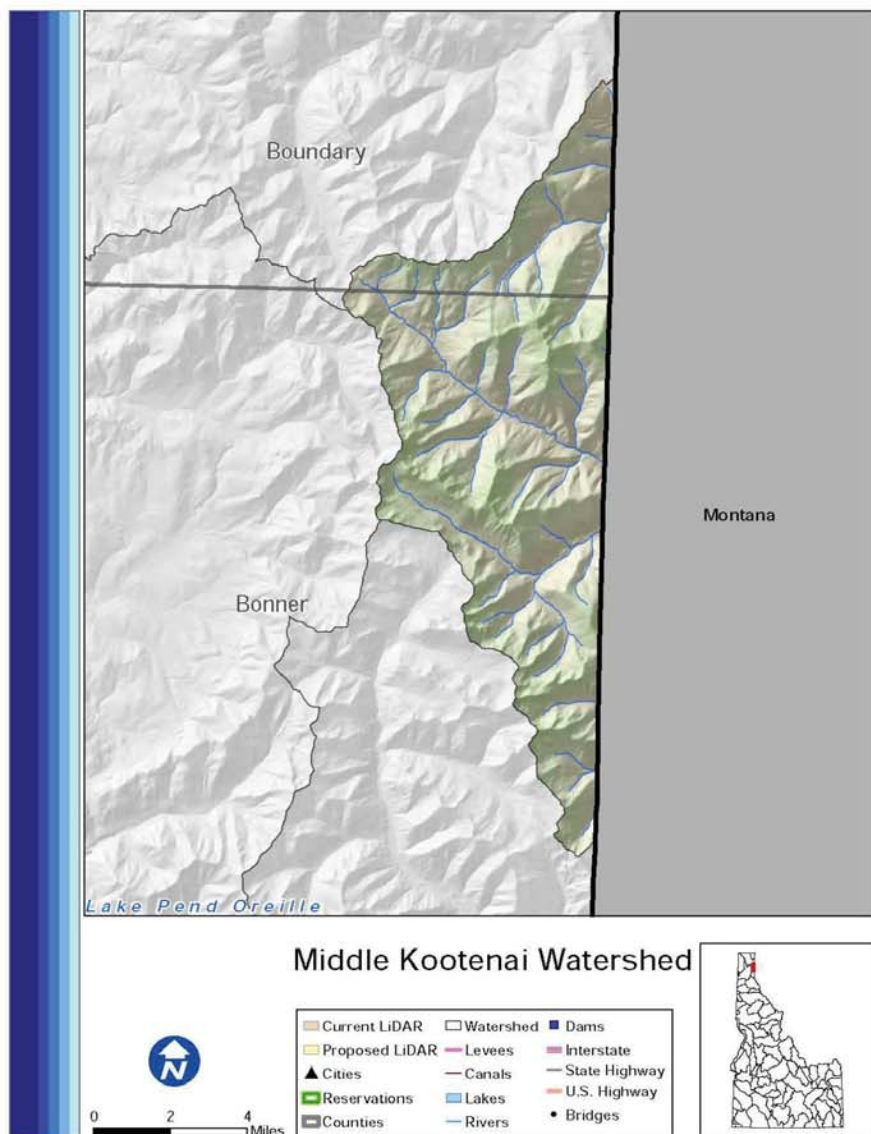 Boundary
Montana
Bonner
Lake Pend Oreille
Middle Kootenai Watershed
Current LiDAR
Proposed LiDAR
Cities
Reservations
Counties
Watershed
Levees
Canals
Lakes
Rivers
Dams
Interstate
State Highway
U.S. Highway
Bridges
N
0 2 4
Miles